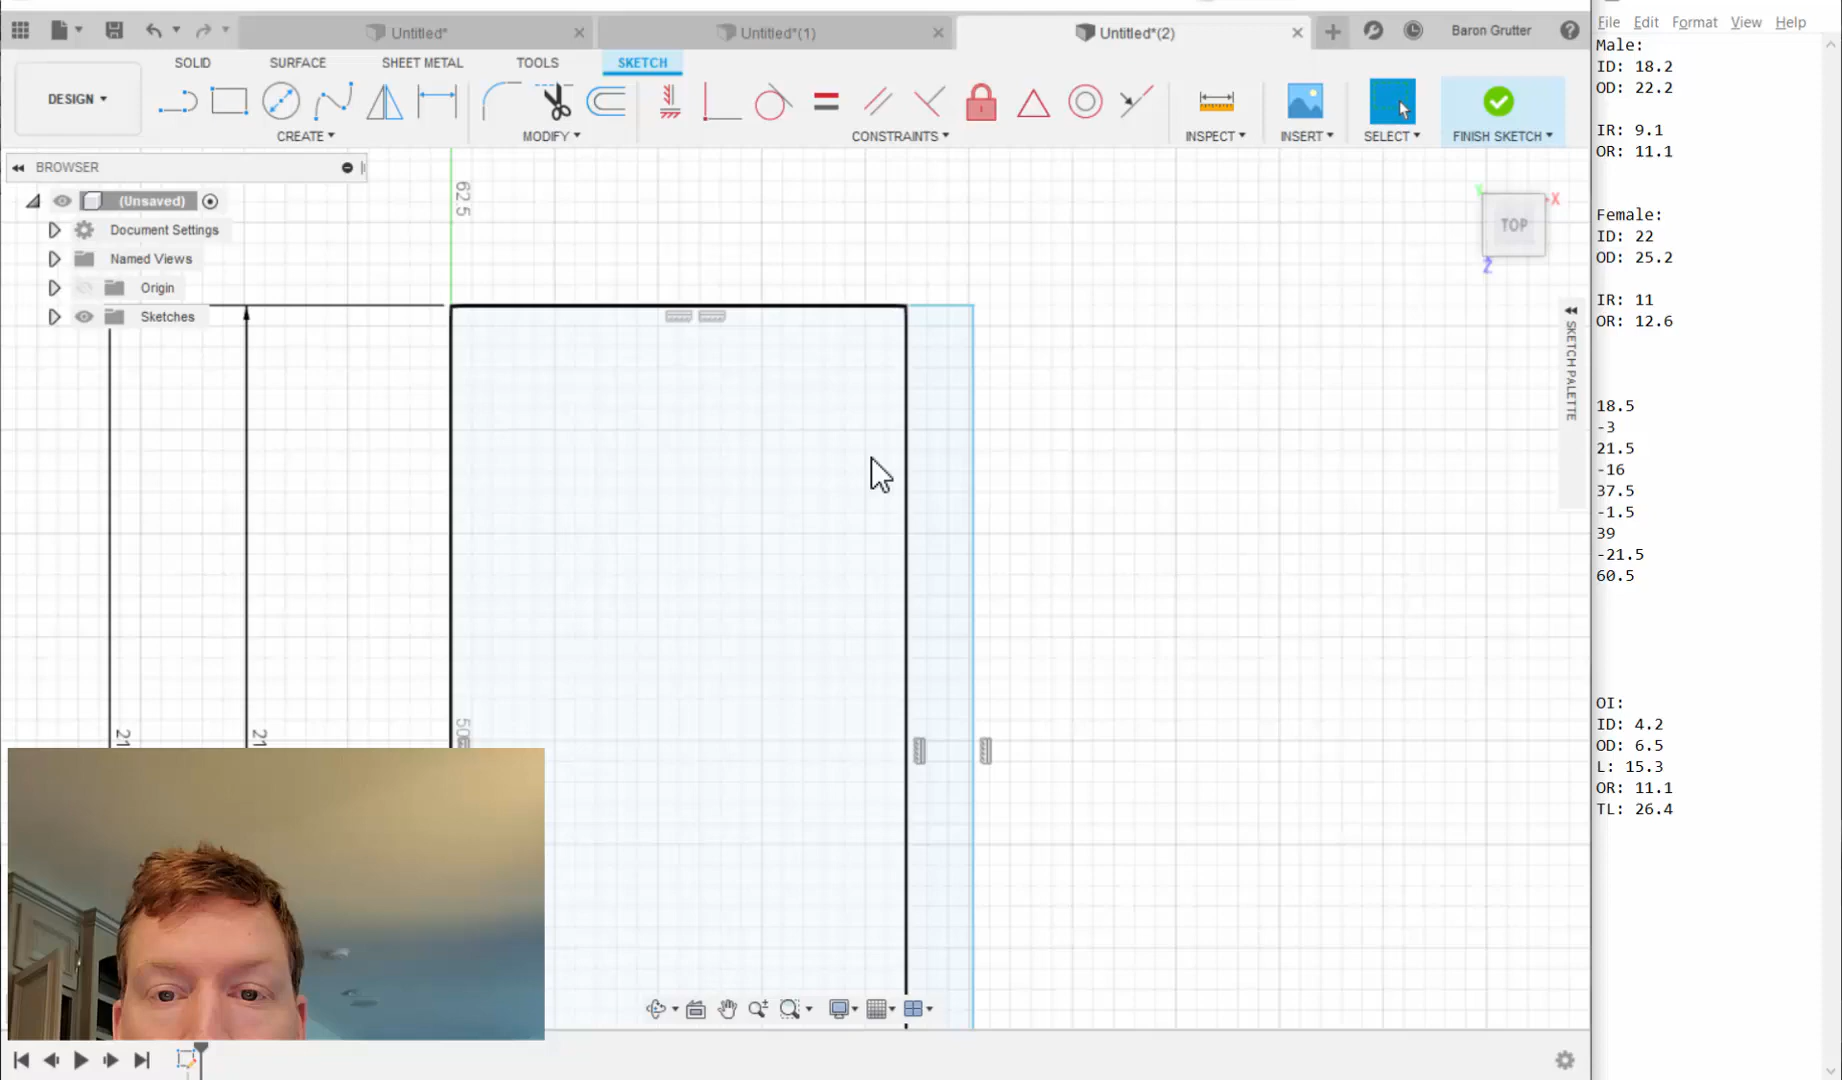 Untitled*
Untitled*(1)
Untitled*(2)
Baron Grutter
File Edit Format View Help
SOLID
SURFACE
SHEET METAL
TOOLS
SKETCH
DESIGN
CREATE
MODIFY
CONSTRAINTS
INSPECT
INSERT
SELECT
FINISH SKETCH
BROWSER
(Unsaved)
Document Settings
Named Views
Origin
Sketches
62.5
50
21
21
TOP
X
Y
Z
SKETCH PALETTE
Male:
ID: 18.2
OD: 22.2
IR: 9.1
OR: 11.1
Female:
ID: 22
OD: 25.2
IR: 11
OR: 12.6
18.5
-3
21.5
-16
37.5
-1.5
39
-21.5
60.5
OI:
ID: 4.2
OD: 6.5
L: 15.3
OR: 11.1
TL: 26.4